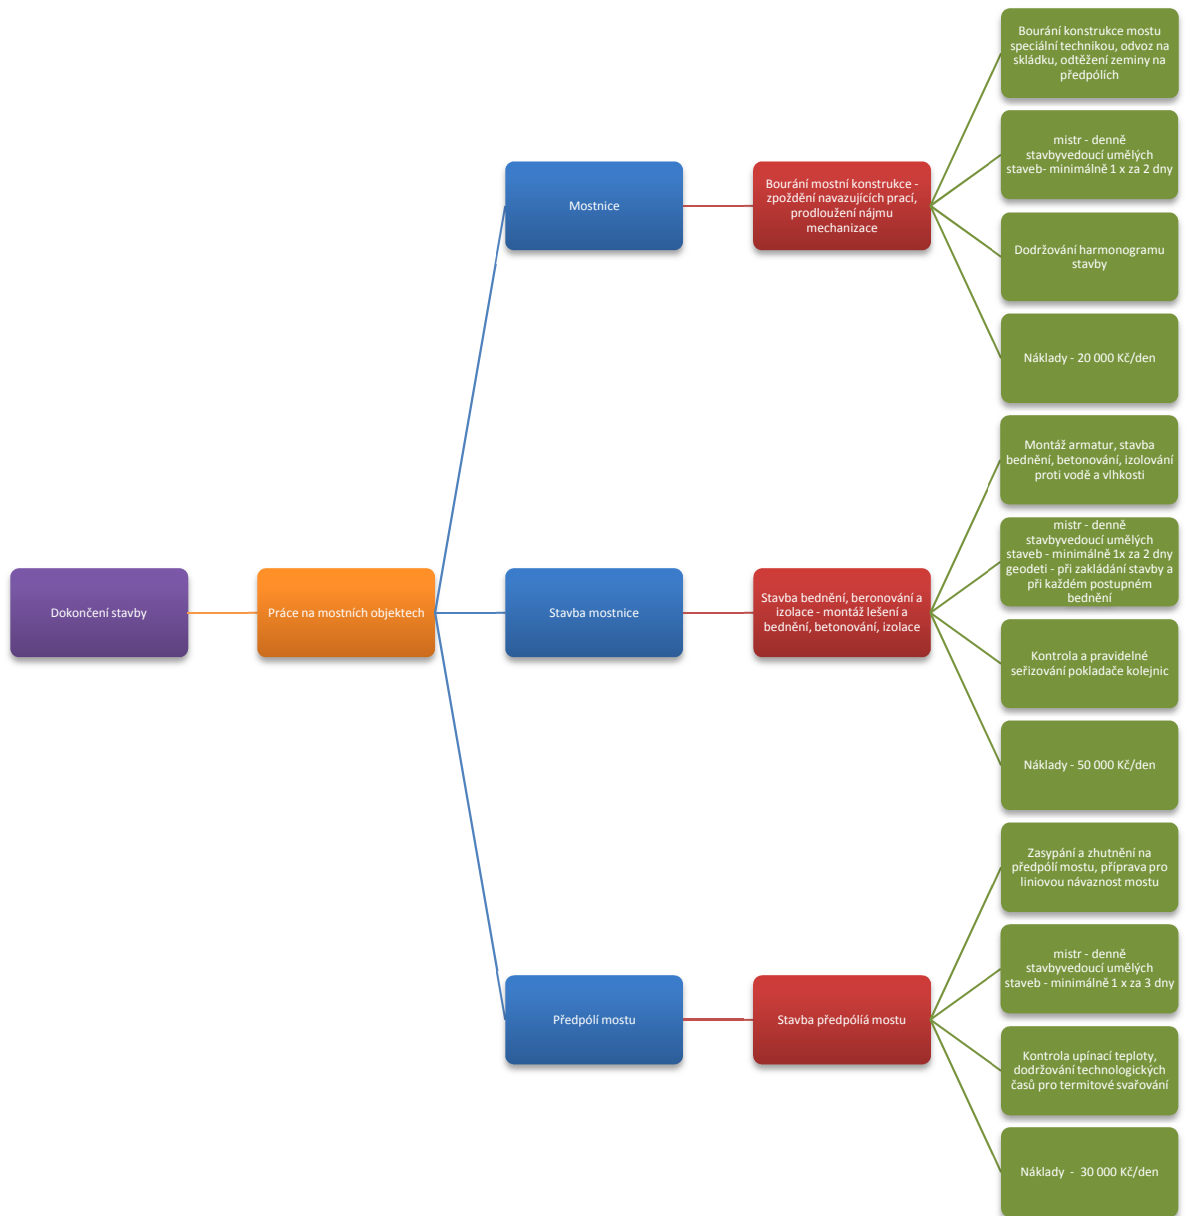 Dokončení stavby
Práce na mostních objektech
Mostnice
Bourání mostní konstrukce -
zpoždění navazujících prací,
prodloužení nájmu
mechanizace
Bourání konstrukce mostu
speciální technikou, odvoz na
skládku, odtěžení zeminy na
předpólích
mistr - denně
stavbyvedoucí umělých
staveb- minimálně 1 x za 2 dny
Dodržování harmonogramu
stavby
Náklady - 20 000 Kč/den
Stavba mostnice
Stavba bednění, beronování a
izolace - montáž lešení a
bednění, betonování, izolace
Montáž armatur, stavba
bednění, betonování, izolování
proti vodě a vlhkosti
mistr - denně
stavbyvedoucí umělých
staveb - minimálně 1x za 2 dny
geodeti - při zakládání stavby a
při každém postupném
bednění
Kontrola a pravidelné
seřizování pokladače kolejnic
Náklady - 50 000 Kč/den
Předpólí mostu
Stavba předpólíá mostu
Zasypání a zhutnění na
předpólí mostu, příprava pro
liniovou návaznost mostu
mistr - denně
stavbyvedoucí umělých
staveb - minimálně 1 x za 3 dny
Kontrola upínací teploty,
dodržování technologických
časů pro termitové svařování
Náklady - 30 000 Kč/den